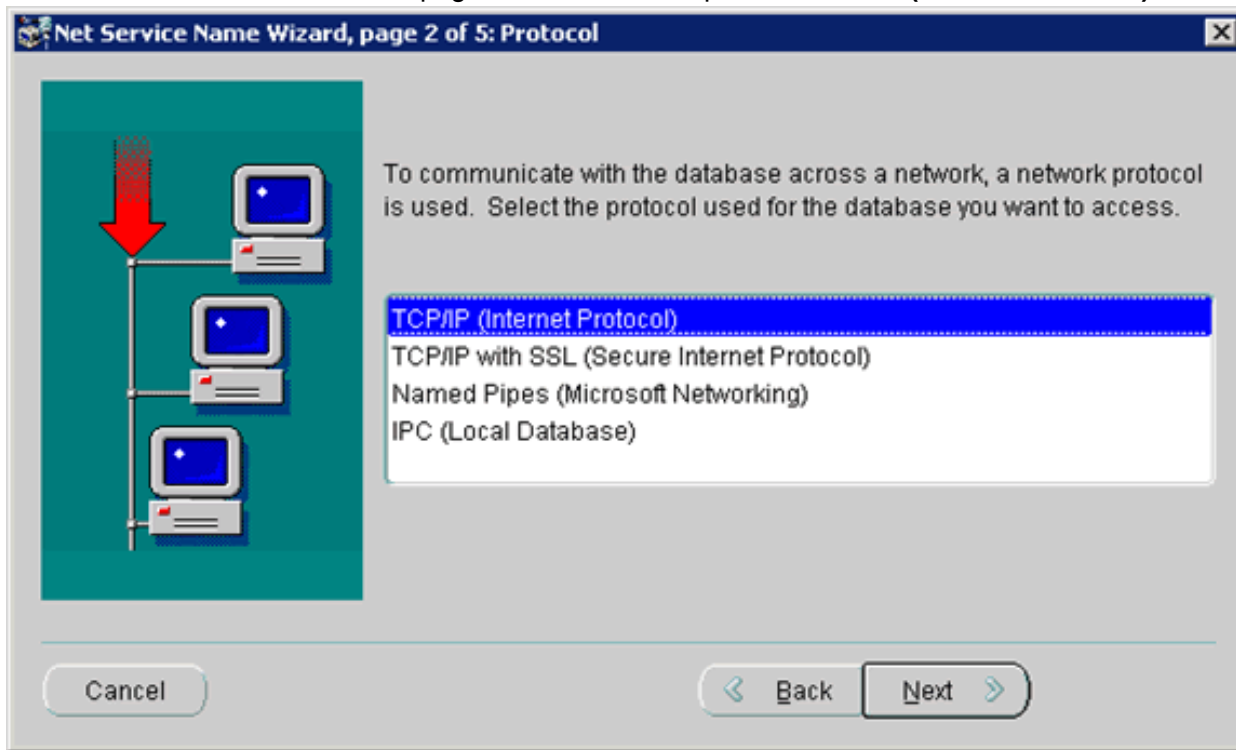 Net Service Name Wizard, page 2 of 5: Protocol
To communicate with the database across a network, a network protocol
is used. Select the protocol used for the database you want to access.
TCP/IP (Internet Protocol)
TCP/IP with SSL (Secure Internet Protocol)
Named Pipes (Microsoft Networking)
IPC (Local Database)
Cancel
Back
Next